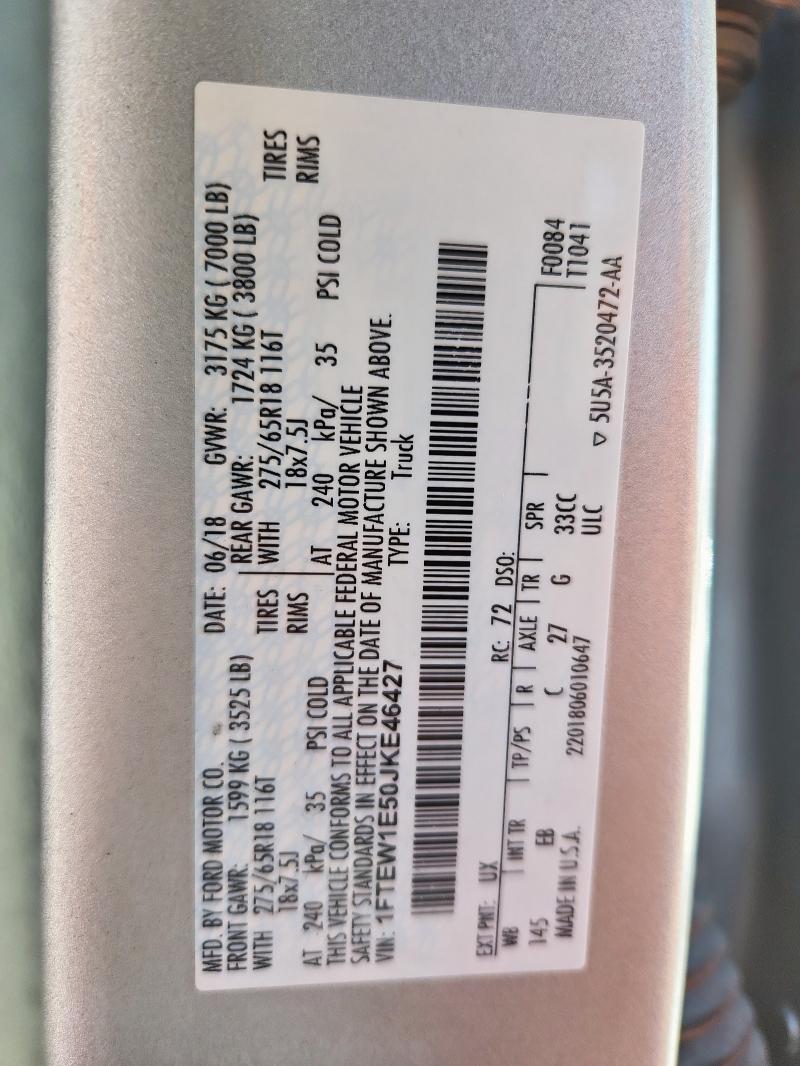 MFD. BY FORD MOTOR CO. DATE: 06/18 GVWR: 3175 KG ( 7000 LB)
FRONT GAWR: 1599 KG ( 3525 LB) REAR GAWR: 1724 KG ( 3800 LB)
WITH 275/65R18 116T TIRES WITH 275/65R18 116T TIRES
18x7.5J RIMS 18x7.5J RIMS
AT 240 kPa/ 35 PSI COLD AT 240 kPa/ 35 PSI COLD
THIS VEHICLE CONFORMS TO ALL APPLICABLE FEDERAL MOTOR VEHICLE
SAFETY STANDARDS IN EFFECT ON THE DATE OF MANUFACTURE SHOWN ABOVE.
VIN: 1FTEW1E50JKE46427 TYPE: Truck
EXT PNT: UX RC: 72 DSO:
WB INT TR TP/PS R AXLE TR SPR F0084
145 EB C 27 G 33CC T1041
ULC
MADE IN U.S.A. 2201806010647 ▽ 5U5A-3520472-AA